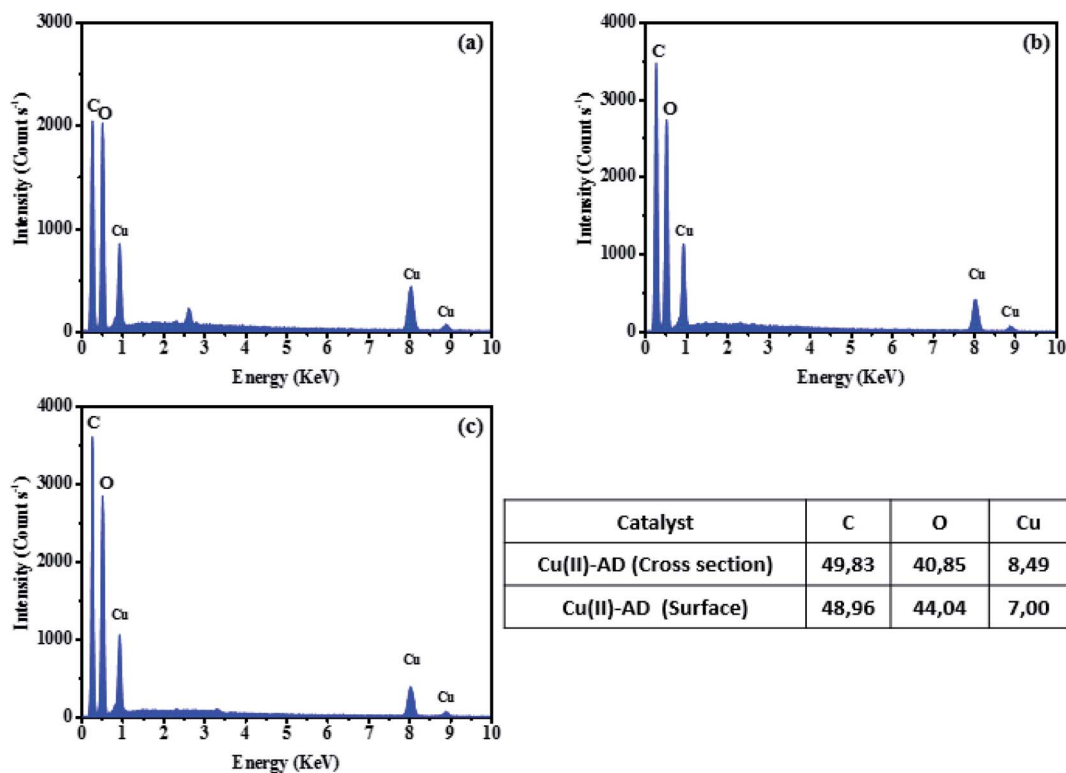 (a)
3000
2000
1000
0
Intensity (Count s⁻¹)
C
O
Cu
Cu
Cu
0 1 2 3 4 5 6 7 8 9 10
Energy (KeV)
(b)
4000
3000
2000
1000
0
Intensity (Count s⁻¹)
C
O
Cu
Cu
Cu
0 1 2 3 4 5 6 7 8 9 10
Energy (KeV)
(c)
4000
3000
2000
1000
0
Intensity (Count s⁻¹)
C
O
Cu
Cu
Cu
0 1 2 3 4 5 6 7 8 9 10
Energy (KeV)
Catalyst C O Cu
Cu(II)-AD (Cross section) 49,83 40,85 8,49
Cu(II)-AD (Surface) 48,96 44,04 7,00